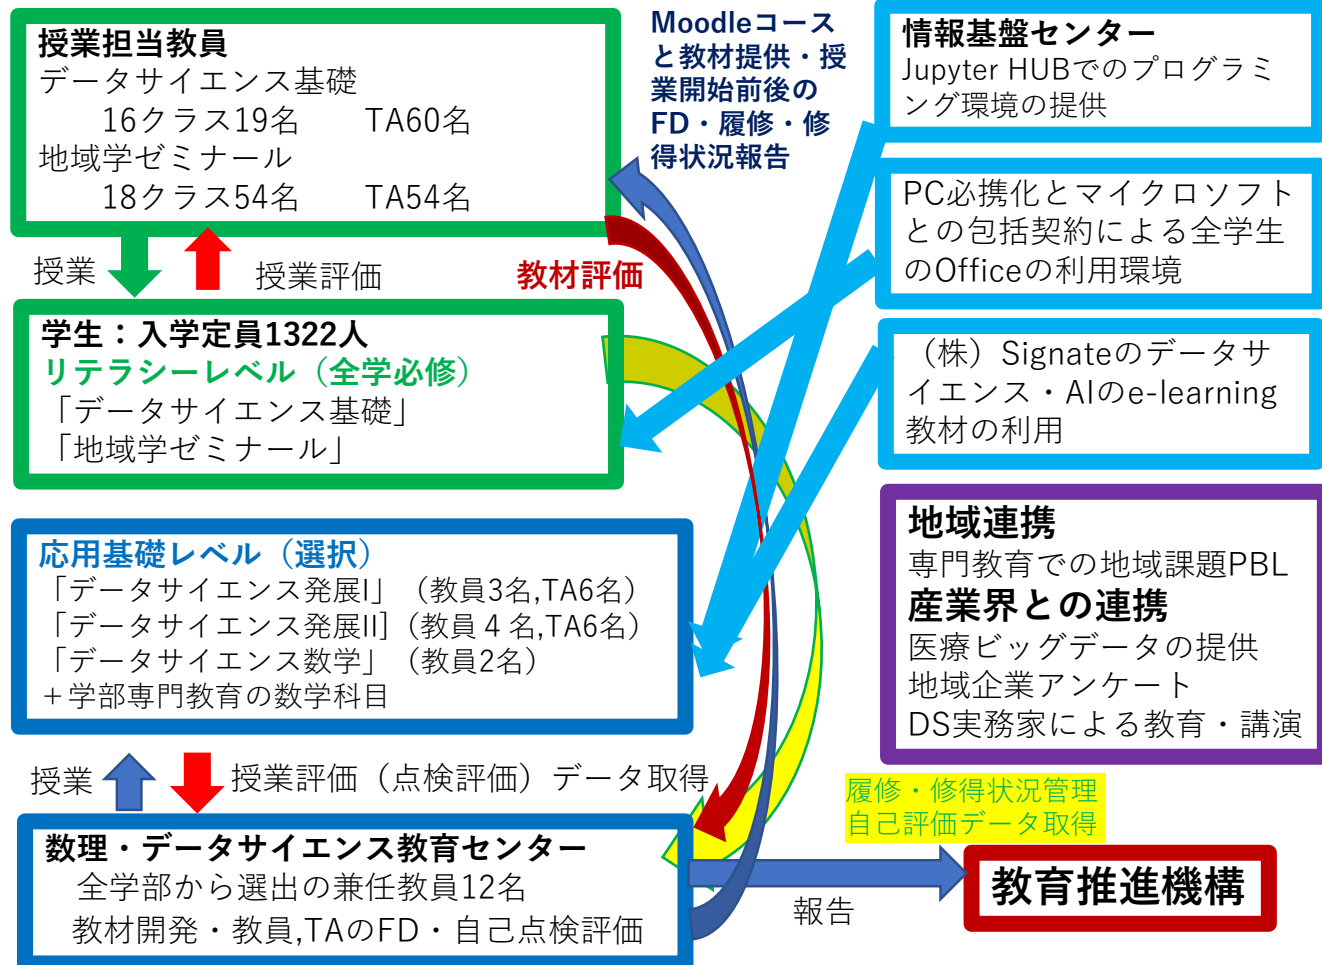 授業担当教員
データサイエンス基礎
16クラス19名 TA60名
地域学ゼミナール
18クラス54名 TA54名
Moodleコース
と教材提供・授
業開始前後の
FD・履修・修
得状況報告
情報基盤センター
Jupyter HUBでのプログラミ
ング環境の提供
PC必携化とマイクロソフト
との包括契約による全学生
のOfficeの利用環境
授業
授業評価
教材評価
学生：入学定員1322人
リテラシーレベル（全学必修）
「データサイエンス基礎」
「地域学ゼミナール」
（株）Signateのデータサ
イエンス・AIのe-learning
教材の利用
応用基礎レベル（選択）
「データサイエンス発展I」（教員3名,TA6名）
「データサイエンス発展II］（教員４名,TA6名）
「データサイエンス数学」（教員2名）
＋学部専門教育の数学科目
地域連携
専門教育での地域課題PBL
産業界との連携
医療ビッグデータの提供
地域企業アンケート
DS実務家による教育・講演
授業
授業評価（点検評価）データ取得
履修・修得状況管理
自己評価データ取得
数理・データサイエンス教育センター
全学部から選出の兼任教員12名
教材開発・教員,TAのFD・自己点検評価
報告
教育推進機構